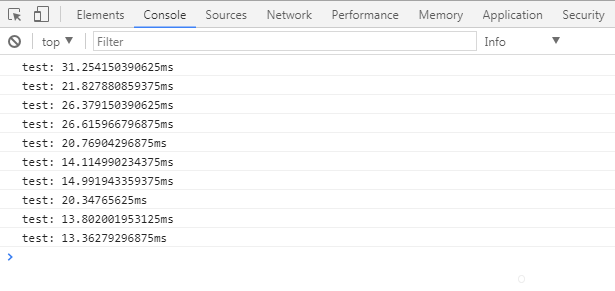 Elements Console Sources Network Performance Memory Application Security
top Filter Info
test: 31.254150390625ms
test: 21.827880859375ms
test: 26.379150390625ms
test: 26.615966796875ms
test: 20.76904296875ms
test: 14.114990234375ms
test: 14.991943359375ms
test: 20.34765625ms
test: 13.802001953125ms
test: 13.36279296875ms